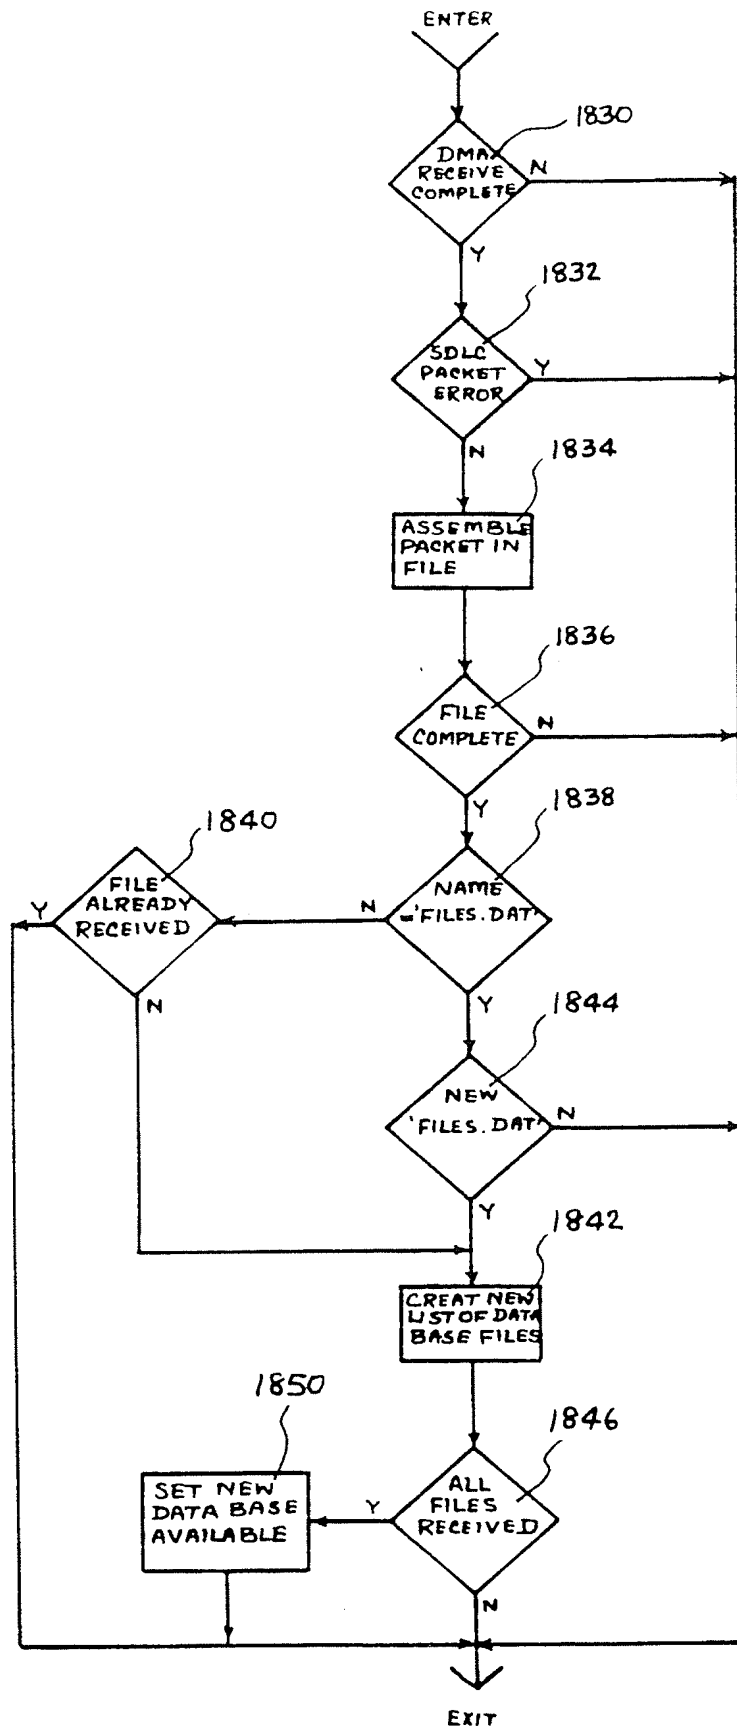 ENTER
1830
DMA
RECEIVE
COMPLETE
N
Y
1832
SDLC
PACKET
ERROR
Y
N
1834
ASSEMBLE
PACKET IN
FILE
1836
FILE
COMPLETE
N
Y
1838
1840
NAME
='FILES.DAT'
N
FILE
ALREADY
RECEIVED
Y
N
Y
1844
NEW
'FILES.DAT'
N
Y
1842
CREAT NEW
LIST OF DATA
BASE FILES
1850
1846
ALL
FILES
RECEIVED
Y
SET NEW
DATA BASE
AVAILABLE
N
EXIT